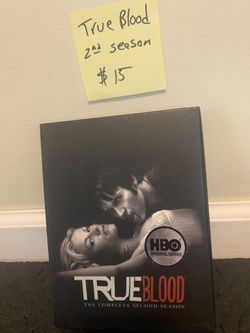 True Blood
2nd season
$15
HBO
ORIGINAL SERIES
TRUEBLOOD
THE COMPLETE SECOND SEASON